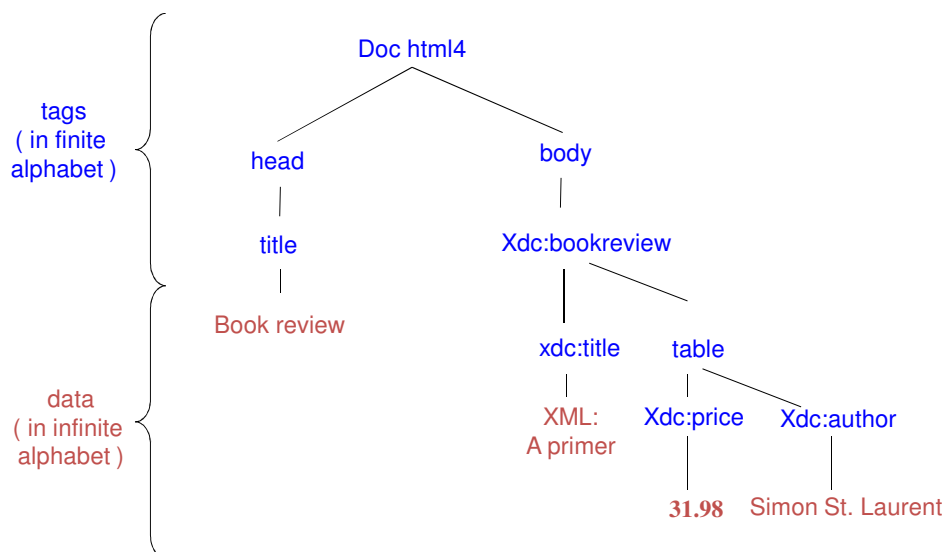 Doc html4
tags
( in finite
alphabet )
head
body
title
Xdc:bookreview
Book review
xdc:title
table
data
( in infinite
alphabet )
XML:
A primer
Xdc:price
Xdc:author
31.98
Simon St. Laurent